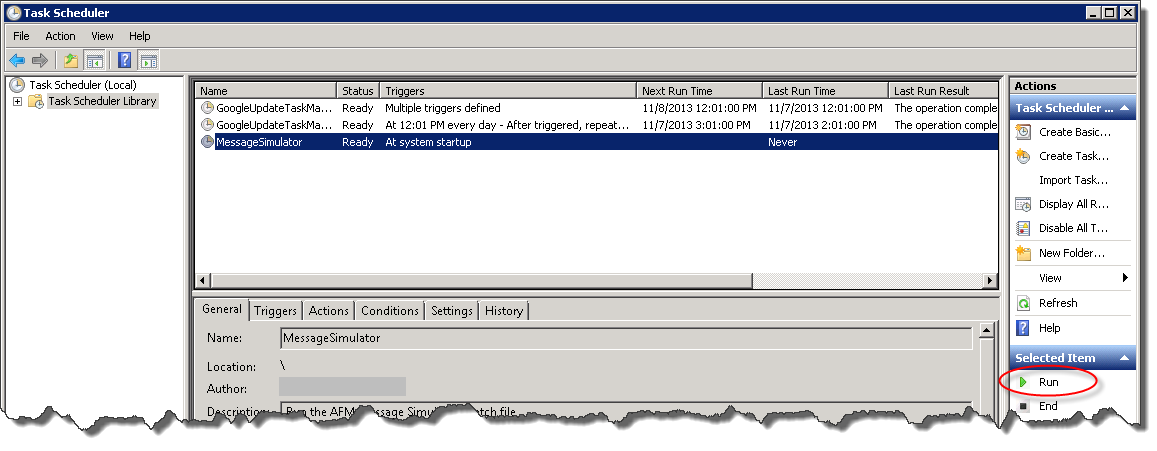 Task Scheduler
File Action View Help
Task Scheduler (Local)
Task Scheduler Library
Name Status Triggers Next Run Time Last Run Time Last Run Result
GoogleUpdateTaskMa... Ready Multiple triggers defined 11/8/2013 12:01:00 PM 11/7/2013 12:01:00 PM The operation comple
GoogleUpdateTaskMa... Ready At 12:01 PM every day - After triggered, repeat... 11/7/2013 3:01:00 PM 11/7/2013 2:01:00 PM The operation comple
MessageSimulator Ready At system startup Never
General Triggers Actions Conditions Settings History
Name: MessageSimulator
Location: \
Author:
Description: Run the AFM Message
Actions
Task Scheduler ...
Create Basic...
Create Task...
Import Task...
Display All R...
Disable All T...
New Folder...
View
Refresh
Help
Selected Item
Run
End